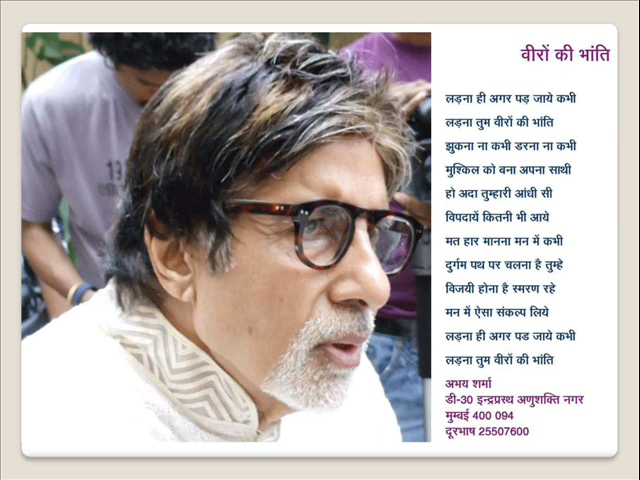 वीरों की भांति
लड़ना ही अगर पड़ जाये कभी
लड़ना तुम वीरों की भांति
झुकना ना कभी डरना ना कभी
मुश्किल को बना अपना साथी
हो अदा तुम्हारी आंधी सी
विपदायें कितनी भी आये
मत हार मानना मन में कभी
दुर्गम पथ पर चलना है तुम्हे
विजयी होना है स्मरण रहे
मन में ऐसा संकल्प लिये
लड़ना ही अगर पड जाये कभी
लड़ना तुम वीरों की भांति
अभय शर्मा
डी-30 इन्द्रप्रस्थ अणुशक्ति नगर
मुम्बई 400 094
दूरभाष 25507600